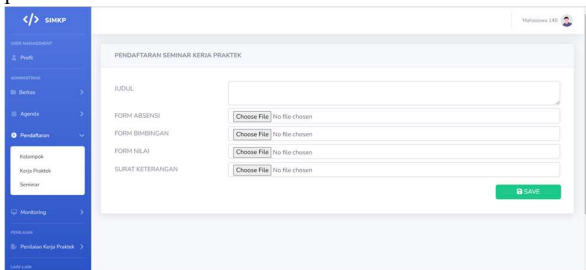 </> SIMKP
Mahasiswa 140
USER MANAGEMENT
Profil
ADMINISTRASI
Berkas
Agenda
Pendaftaran
Kelompok
Kerja Praktek
Seminar
Monitoring
PENILAIAN
Penilaian Kerja Praktek
LAIN-LAIN
PENDAFTARAN SEMINAR KERJA PRAKTEK
JUDUL
FORM ABSENSI Choose File No file chosen
FORM BIMBINGAN Choose File No file chosen
FORM NILAI Choose File No file chosen
SURAT KETERANGAN Choose File No file chosen
SAVE